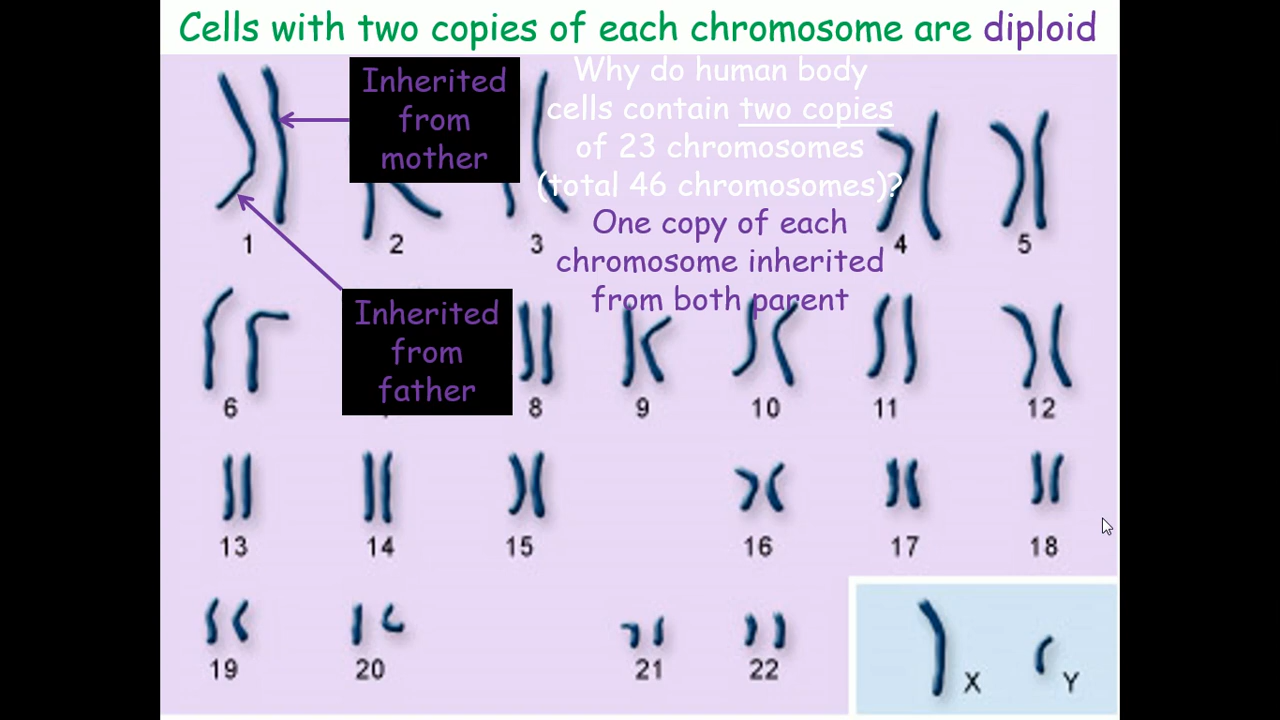 Cells with two copies of each chromosome are diploid
Inherited
from
mother
Why do human body
cells contain two copies
of 23 chromosomes
(total 46 chromosomes)?
One copy of each
chromosome inherited
from both parent
1 2 3 4 5
Inherited
from
father
6 8 9 10 11 12
13 14 15 16 17 18
19 20 21 22 X Y